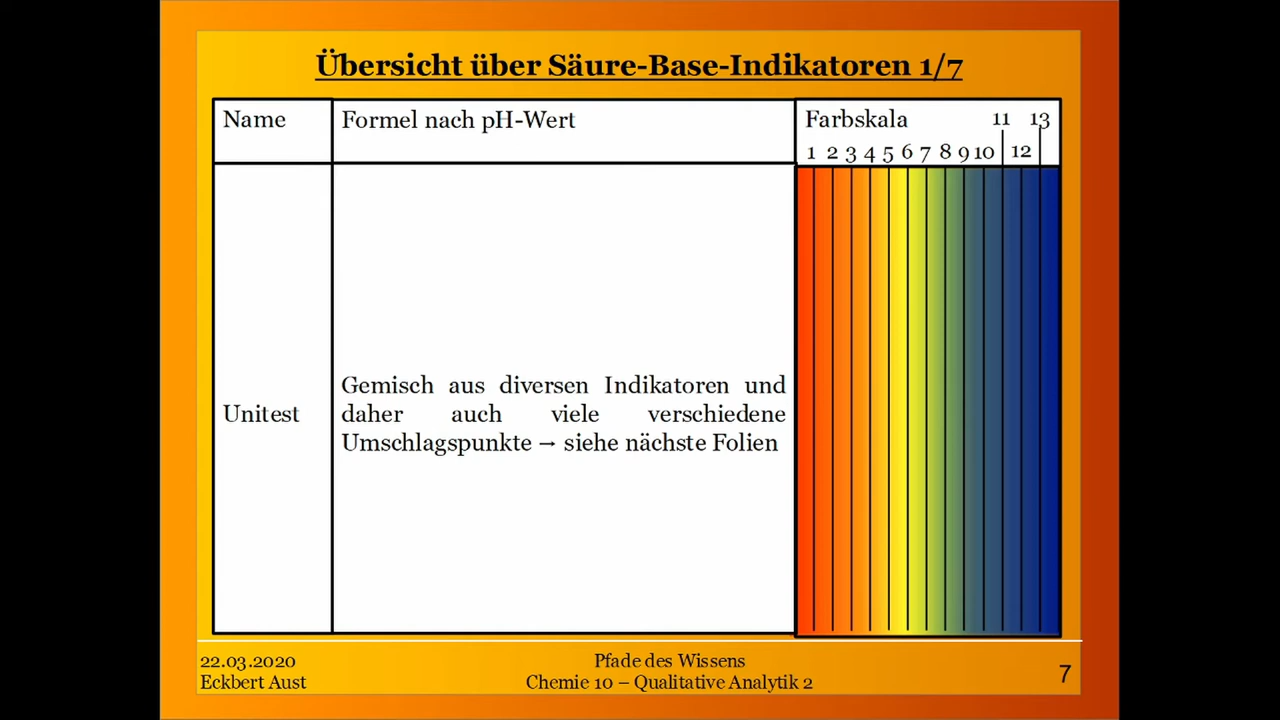 Übersicht über Säure-Base-Indikatoren 1/7
Name
Formel nach pH-Wert
Farbskala
11 13
1 2 3 4 5 6 7 8 9 10 12
Unitest
Gemisch aus diversen Indikatoren und
daher auch viele verschiedene
Umschlagspunkte → siehe nächste Folien
22.03.2020
Eckbert Aust
Pfade des Wissens
Chemie 10 – Qualitative Analytik 2
7